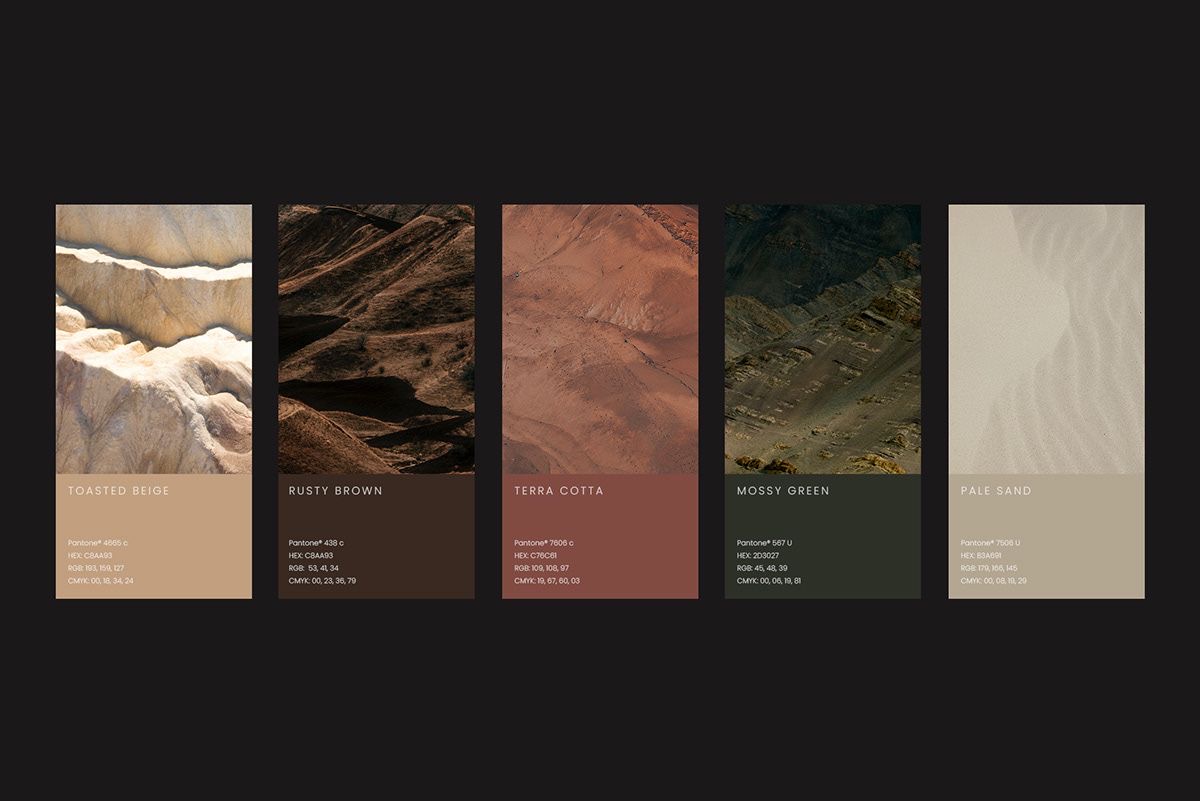 TOASTED BEIGE
Pantone® 4665 c
HEX: C8AA93
RGB: 193, 159, 127
CMYK: 00, 18, 34, 24
RUSTY BROWN
Pantone® 438 c
HEX: C8AA93
RGB: 53, 41, 34
CMYK: 00, 23, 36, 79
TERRA COTTA
Pantone® 7606 c
HEX: C76C61
RGB: 109, 108, 97
CMYK: 19, 67, 60, 03
MOSSY GREEN
Pantone® 567 U
HEX: 2D3027
RGB: 45, 48, 39
CMYK: 00, 06, 19, 81
PALE SAND
Pantone® 7506 U
HEX: B3A691
RGB: 179, 166, 145
CMYK: 00, 08, 19, 29